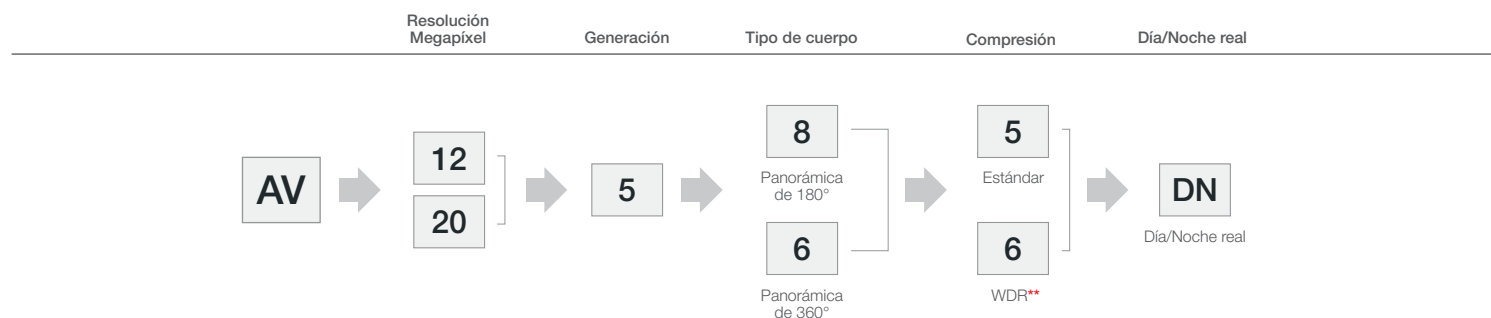 Resolución
Megapíxel
Generación
Tipo de cuerpo
Compresión
Día/Noche real
AV
12
20
5
8
Panorámica
de 180°
6
Panorámica
de 360°
5
Estándar
6
WDR**
DN
Día/Noche real